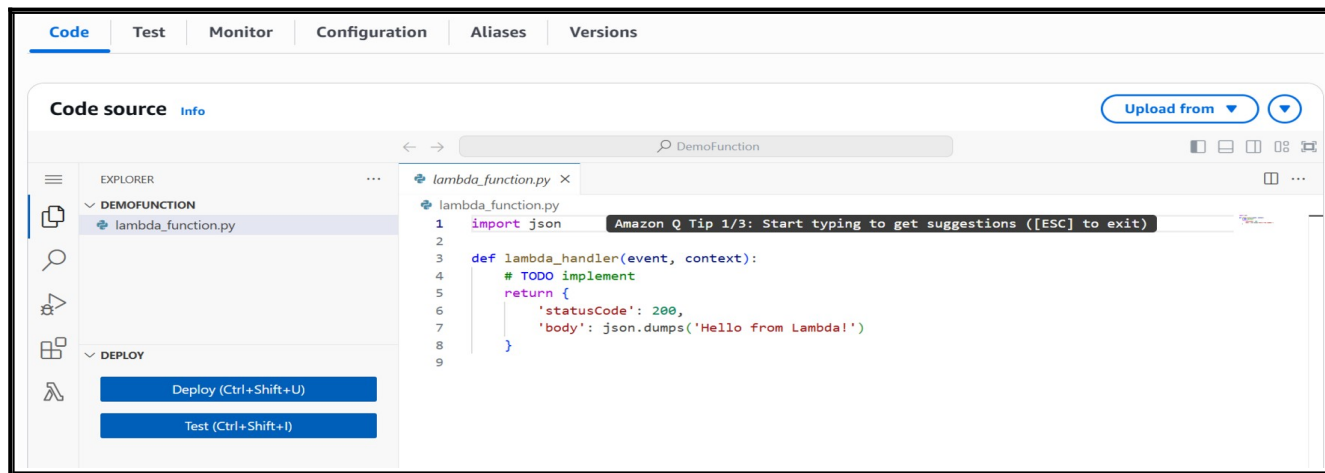 Code Test Monitor Configuration Aliases Versions
Code source Info
Upload from
DemoFunction
EXPLORER
DEMOFUNCTION
lambda_function.py
DEPLOY
Deploy (Ctrl+Shift+U)
Test (Ctrl+Shift+I)
lambda_function.py
lambda_function.py
1 import json Amazon Q Tip 1/3: Start typing to get suggestions ([ESC] to exit)
2
3 def lambda_handler(event, context):
4     # TODO implement
5     return {
6         'statusCode': 200,
7         'body': json.dumps('Hello from Lambda!')
8     }
9